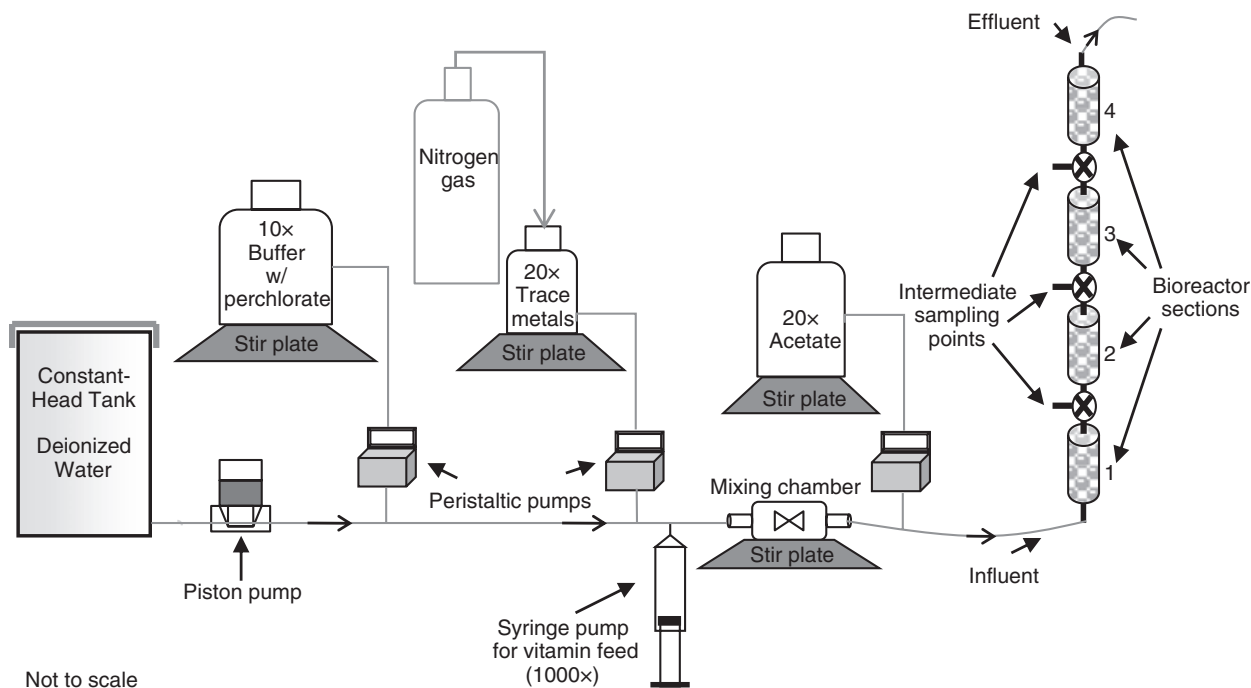 Effluent
4
Nitrogen
gas
10×
Buffer
w/
perchlorate
20×
Trace
metals
3
20×
Acetate
Intermediate
sampling
points
Bioreactor
sections
Stir plate
Stir plate
2
Constant-
Head Tank
Deionized
Water
Stir plate
1
Peristaltic pumps
Mixing chamber
Stir plate
Piston pump
Influent
Syringe pump
for vitamin feed
(1000×)
Not to scale